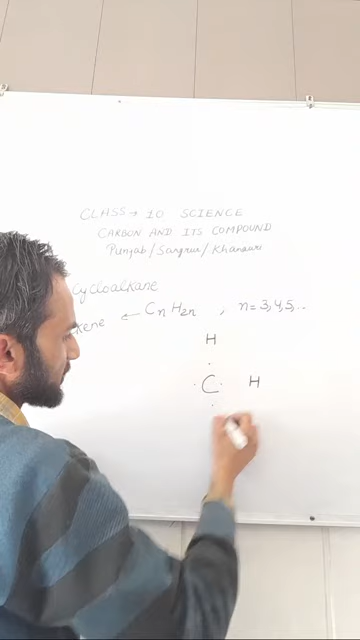 CLASS → 10 SCIENCE
CARBON AND ITS COMPOUND
Punjab/Sangrur/Khanauri
Cycloalkane
kene ← CnH2n , n = 3,4,5,..
H
C H